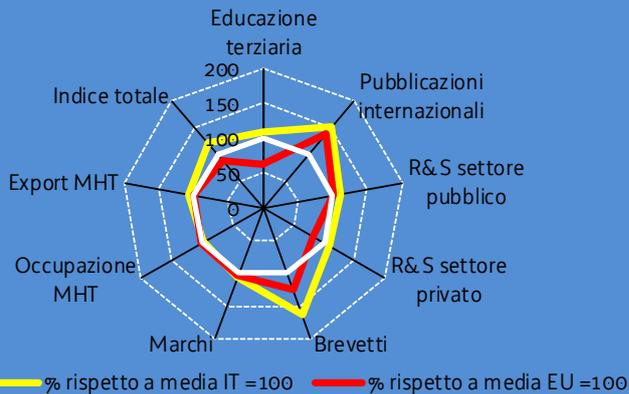 Educazione
terziaria
200
Pubblicazioni
internazionali
Indice totale
150
100
R&S settore
pubblico
Export MHT
50
0
Occupazione
MHT
R&S settore
privato
Marchi
Brevetti
% rispetto a media IT =100
% rispetto a media EU =100